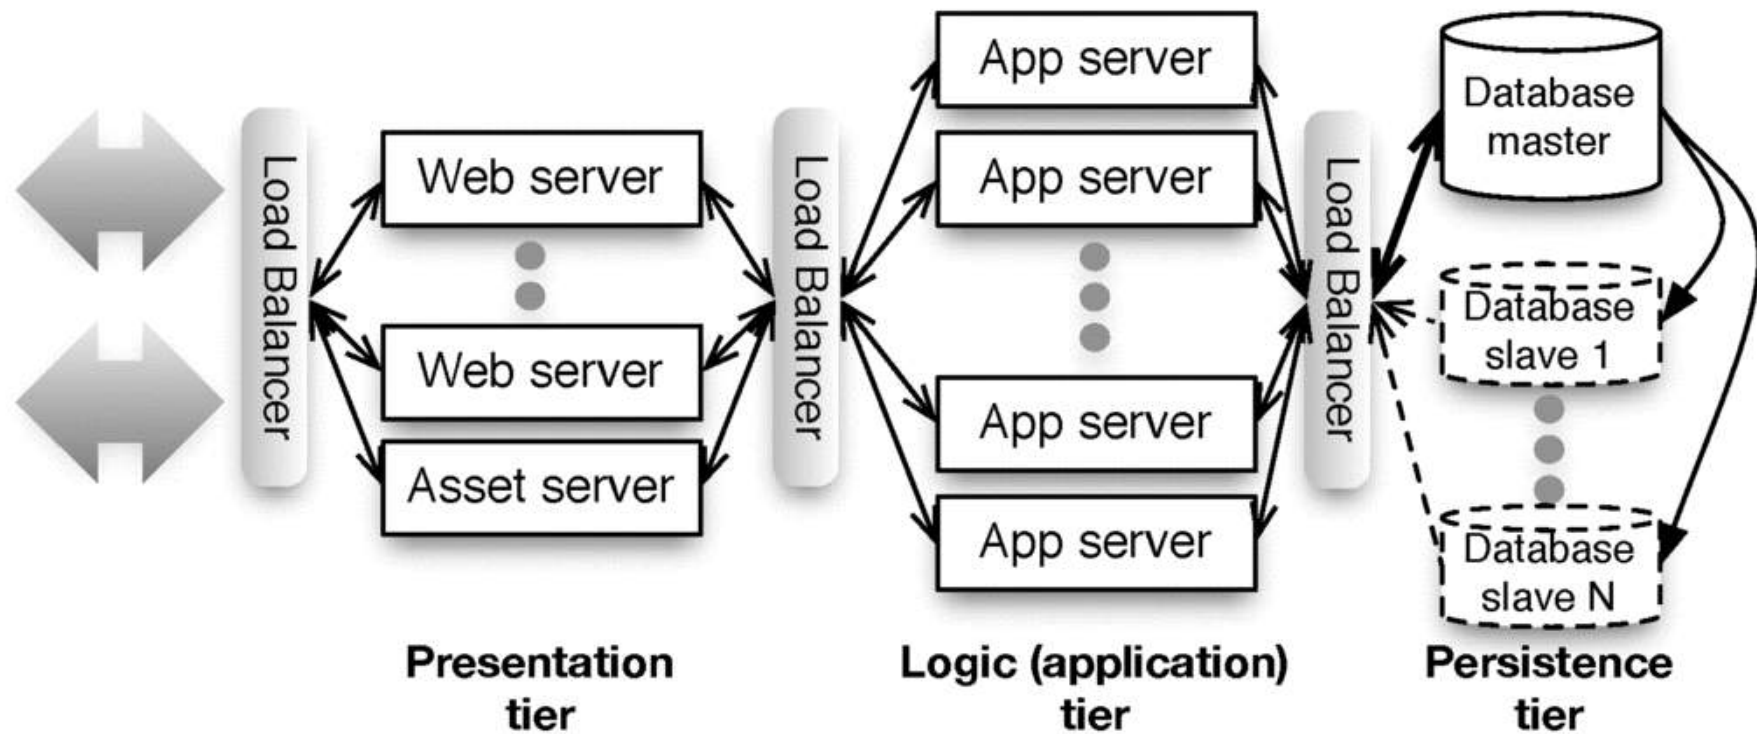 Load Balancer
Web server
Web server
Asset server
Presentation
tier
Load Balancer
App server
App server
App server
App server
Logic (application)
tier
Load Balancer
Database
master
Database
slave 1
Database
slave N
Persistence
tier